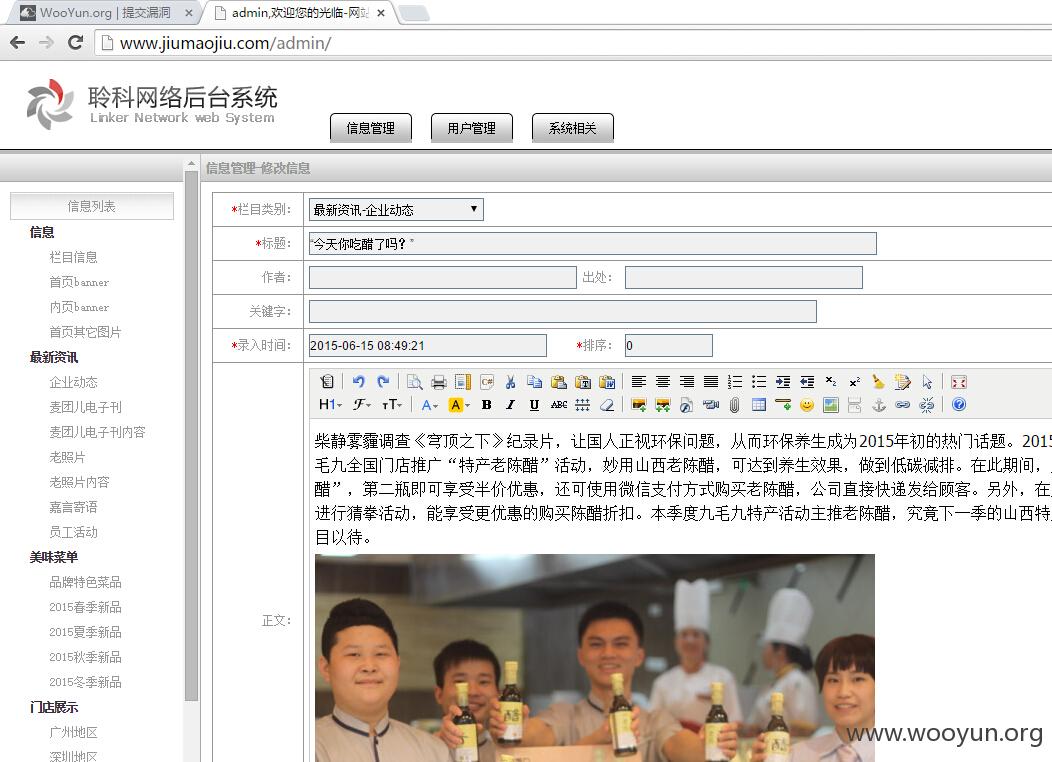 WooYun.org | 提交漏洞
admin,欢迎您的光临-网站
www.jiumaojiu.com/admin/
聆科网络后台系统
Linker Network web System
信息管理 用户管理 系统相关
信息管理-修改信息
信息列表
信息
栏目信息
首页banner
内页banner
首页其它图片
最新资讯
企业动态
麦团儿电子刊
麦团儿电子刊内容
老照片
老照片内容
嘉言寄语
员工活动
美味菜单
品牌特色菜品
2015春季新品
2015夏季新品
2015秋季新品
2015冬季新品
门店展示
广州地区
深圳地区
*栏目类别: 最新资讯-企业动态
*标题: “今天你吃醋了吗？”
作者: 出处:
关键字:
*录入时间: 2015-06-15 08:49:21 *排序: 0
正文:
柴静雾霾调查《穹顶之下》纪录片，让国人正视环保问题，从而环保养生成为2015年初的热门话题。2015
毛九全国门店推广“特产老陈醋”活动，妙用山西老陈醋，可达到养生效果，做到低碳减排。在此期间，
醋”，第二瓶即可享受半价优惠，还可使用微信支付方式购买老陈醋，公司直接快递发给顾客。另外，在
进行猜拳活动，能享受更优惠的购买陈醋折扣。本季度九毛九特产活动主推老陈醋，究竟下一季的山西特
目以待。
www.wooyun.org